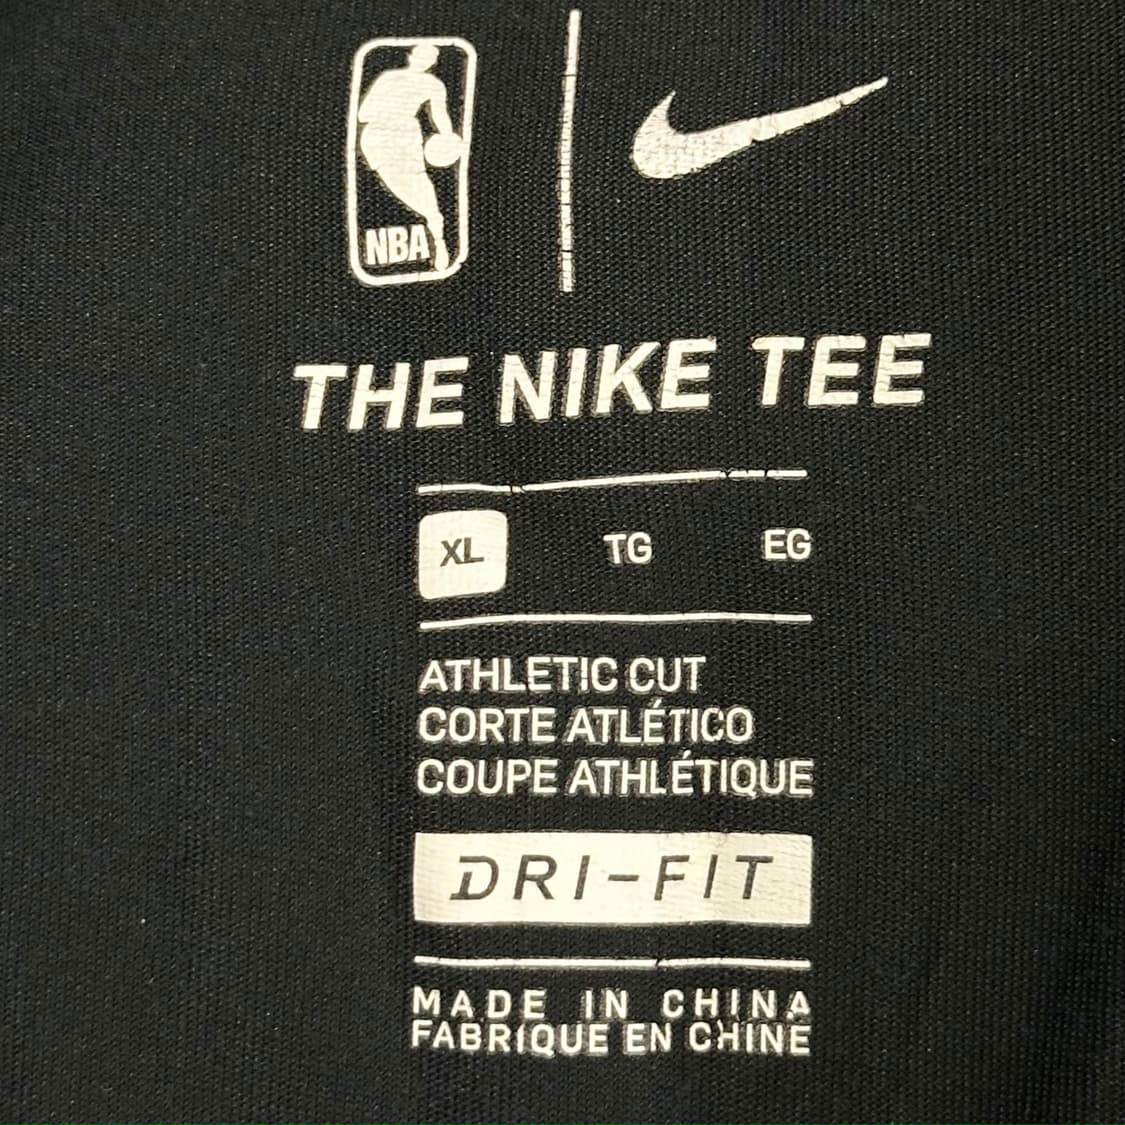 NBA
THE NIKE TEE
XL TG EG
ATHLETIC CUT
CORTE ATLÉTICO
COUPE ATHLÉTIQUE
DRI-FIT
MADE IN CHINA
FABRIQUE EN CHINE